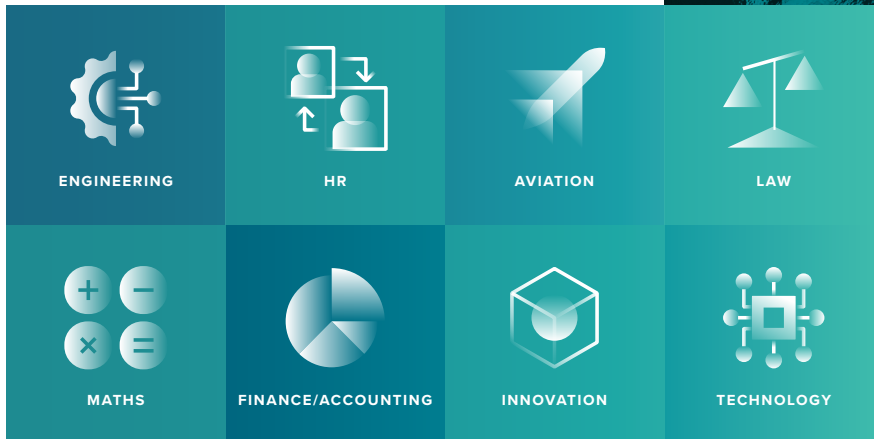 ENGINEERING
HR
AVIATION
LAW
MATHS
FINANCE/ACCOUNTING
INNOVATION
TECHNOLOGY